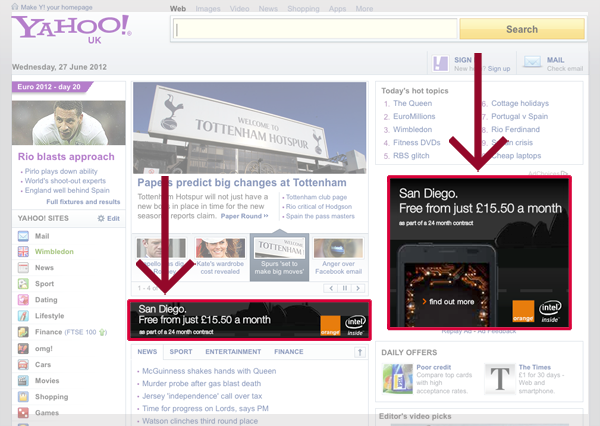 Make Y! your homepage
Web Images Video News Shopping Apps More
YAHOO!
UK
Search
Wednesday, 27 June 2012
SIGN
New here? Sign up
MAIL
Check email
Euro 2012 - day 20
Rio blasts approach
• Pirlo plays down ability
• World's shoot-out experts
• England well behind Spain
Full fixtures and results
YAHOO! SITES
Edit
Mail
Wimbledon
News
Sport
Dating
Lifestyle
Finance (FTSE 100
omg!
Cars
Movies
Shopping
Games
WELCOME TO
TOTTENHAM HOTSPUR
Papers predict big changes at Tottenham
Tottenham Hotspur will not just have a
new boss in place in time for the new
season, reports claim. Paper Round »
• Tottenham club page
• Rio critical of Hodgson
• Spain the pass masters
Kate's wardrobe
cost revealed
Spurs 'set to
make big moves'
Anger over
Facebook email
1 - 4 of
San Diego.
Free from just £15.50 a month
as part of a 24 month contract
orange
intel
inside
NEWS SPORT ENTERTAINMENT FINANCE
• McGuinness shakes hands with Queen
• Murder probe after gas blast death
• Jersey 'independence' call over tax
• Time for progress on Lords, says PM
• Watson clinches third round place
Today's hot topics
1. The Queen
2. EuroMillions
3. Wimbledon
4. Fitness DVDs
5. RBS glitch
6. Cottage holidays
7. Portugal v Spain
8. Rio Ferdinand
9. crisis
Cheap laptops
AdChoices
San Diego.
Free from just £15.50 a month
as part of a 24 month contract
› find out more
orange
intel
inside
Replay Ad - Ad Feedback
DAILY OFFERS
Poor credit
Compare top cards
with high
acceptance rates.
T
The Times
£1 for 30 days -
Web and
smartphone.
Editor's video picks